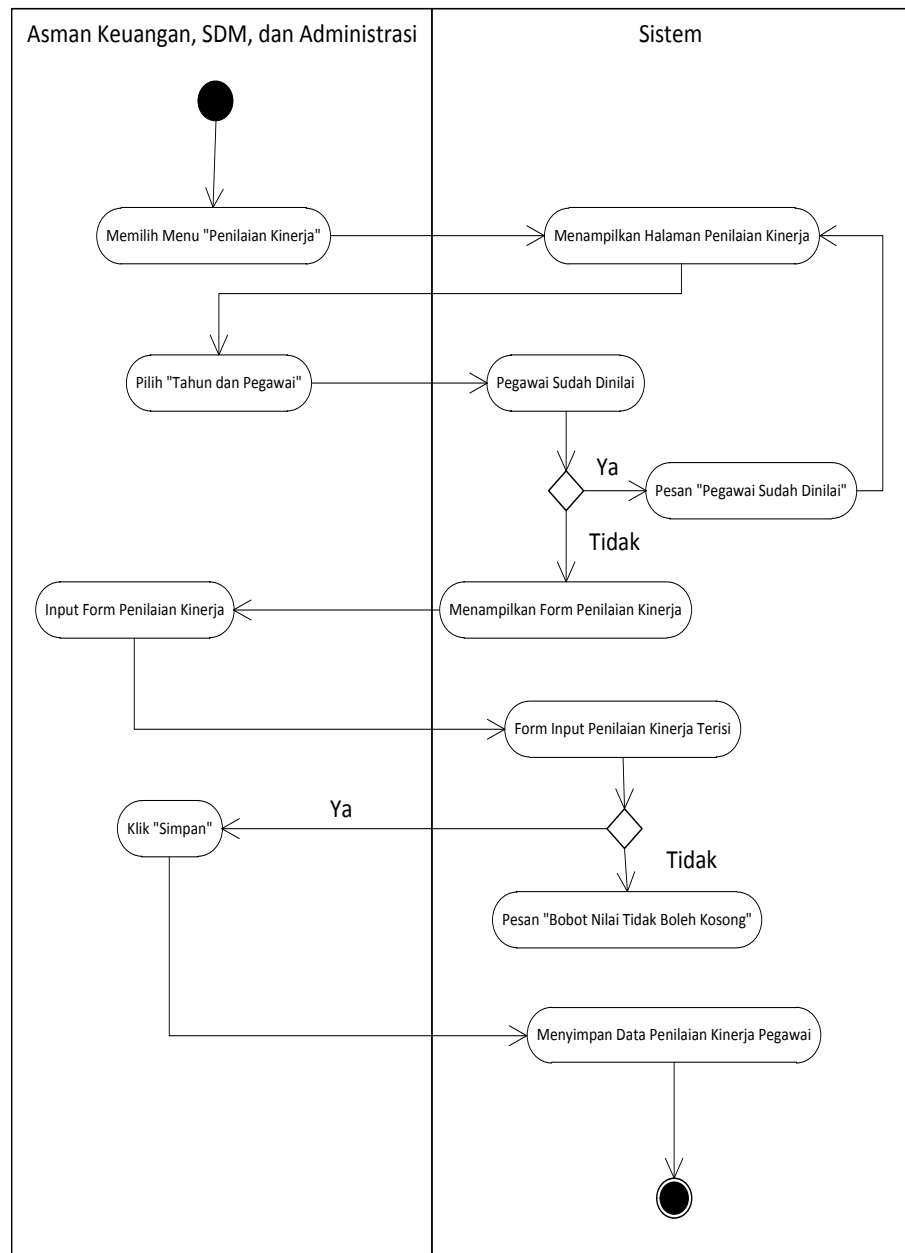 Asman Keuangan, SDM, dan Administrasi
Sistem
Memilih Menu "Penilaian Kinerja"
Menampilkan Halaman Penilaian Kinerja
Pilih "Tahun dan Pegawai"
Pegawai Sudah Dinilai
Ya
Pesan "Pegawai Sudah Dinilai"
Tidak
Input Form Penilaian Kinerja
Menampilkan Form Penilaian Kinerja
Form Input Penilaian Kinerja Terisi
Klik "Simpan"
Ya
Tidak
Pesan "Bobot Nilai Tidak Boleh Kosong"
Menyimpan Data Penilaian Kinerja Pegawai